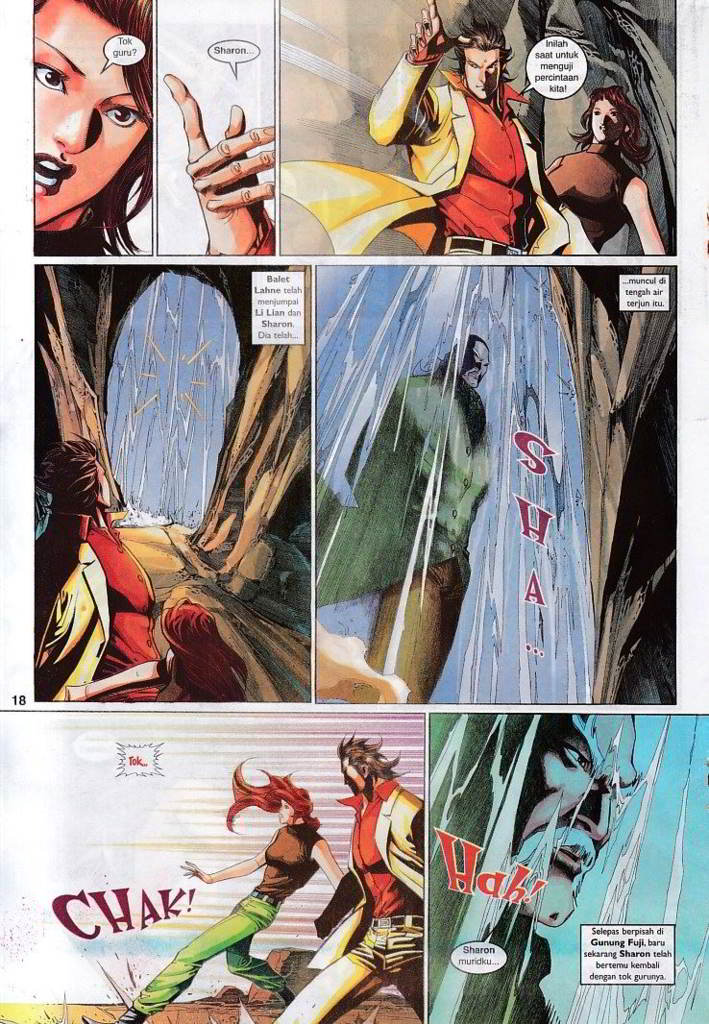 Tok
guru?
Sharon...
Inilah
saat untuk
menguji
percintaan
kita!
Balet
Lahne telah
menjumpai
Li Lian dan
Sharon.
Dia telah...
...muncul di
tengah air
terjun itu.
SHA...
18
Tok...
CHAK!
Hah!
Sharon
muridku...
Selepas berpisah di
Gunung Fuji, baru
sekarang Sharon telah
bertemu kembali
dengan tok gurunya.